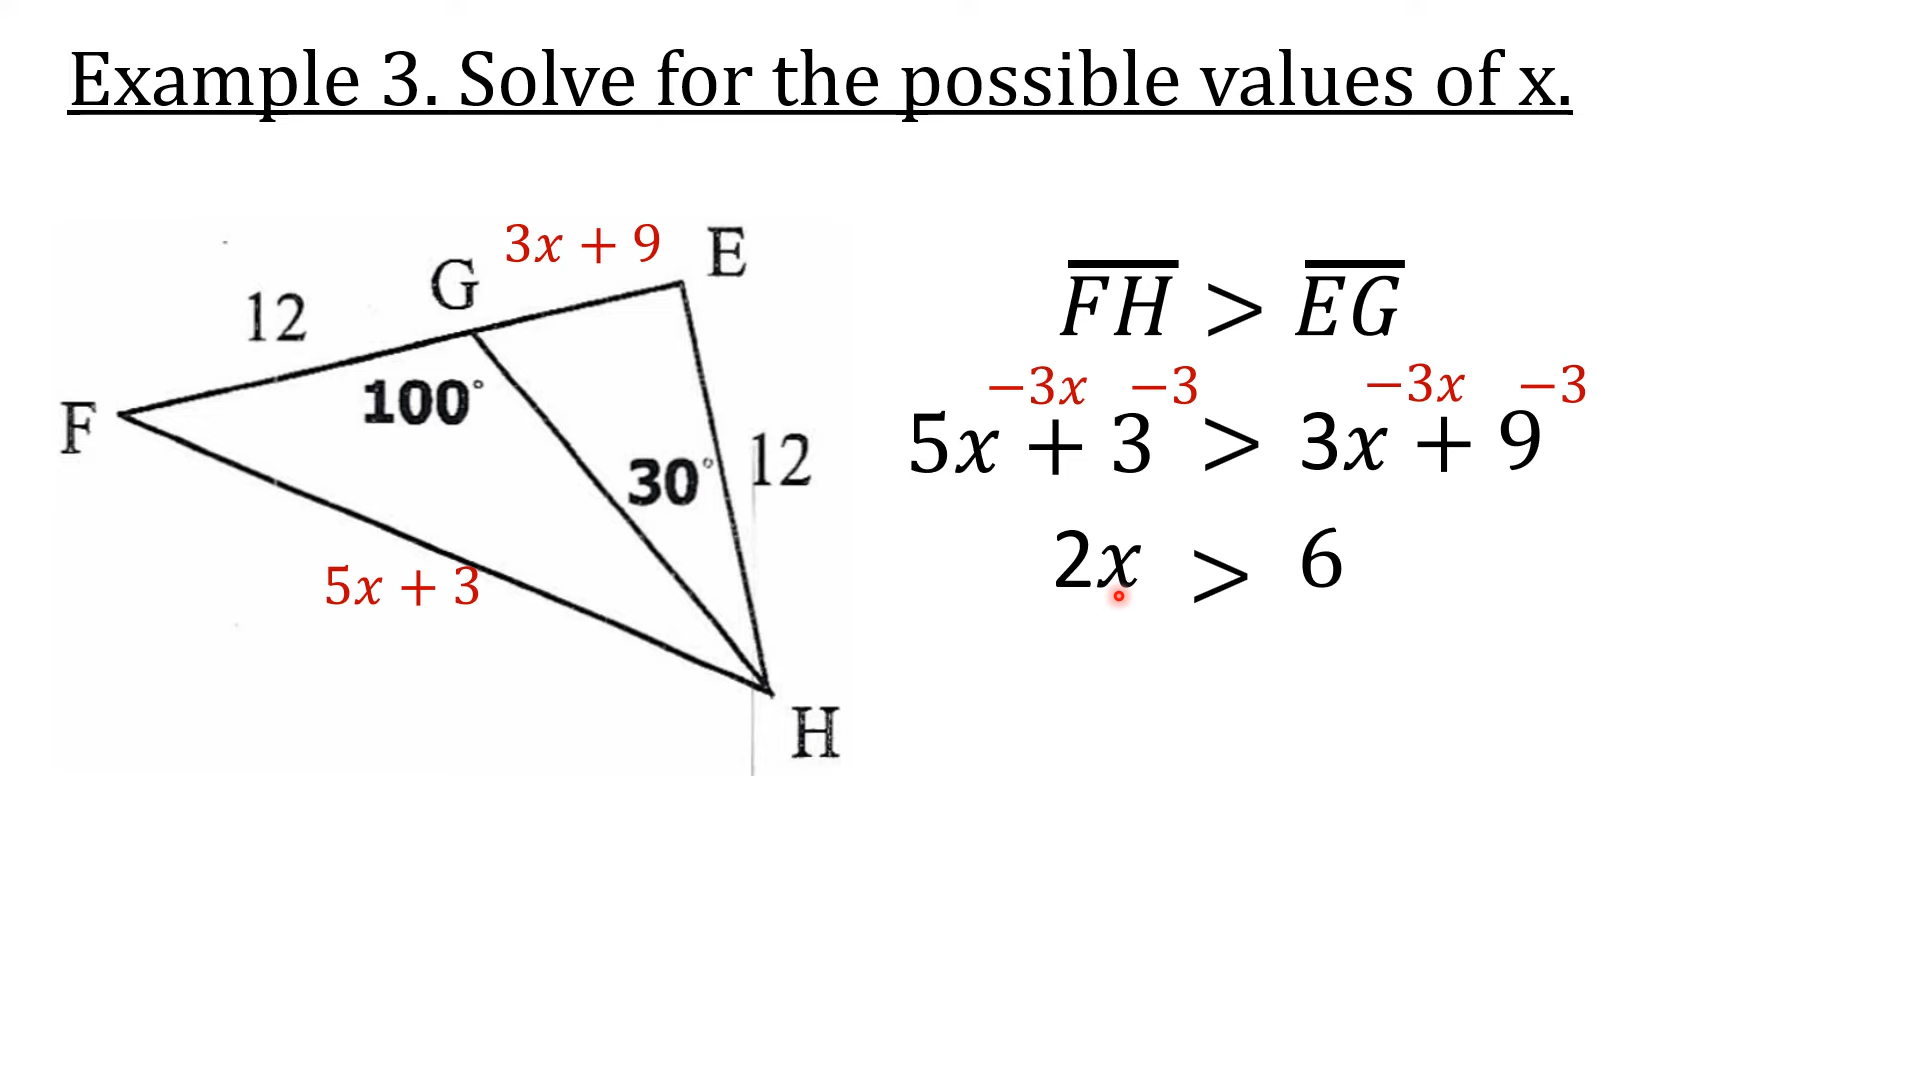 Example 3. Solve for the possible values of x.
3x + 9
E
G
12
F
100°
30°
12
5x + 3
H
FH > EG
−3x −3 −3x −3
5x + 3 > 3x + 9
2x > 6